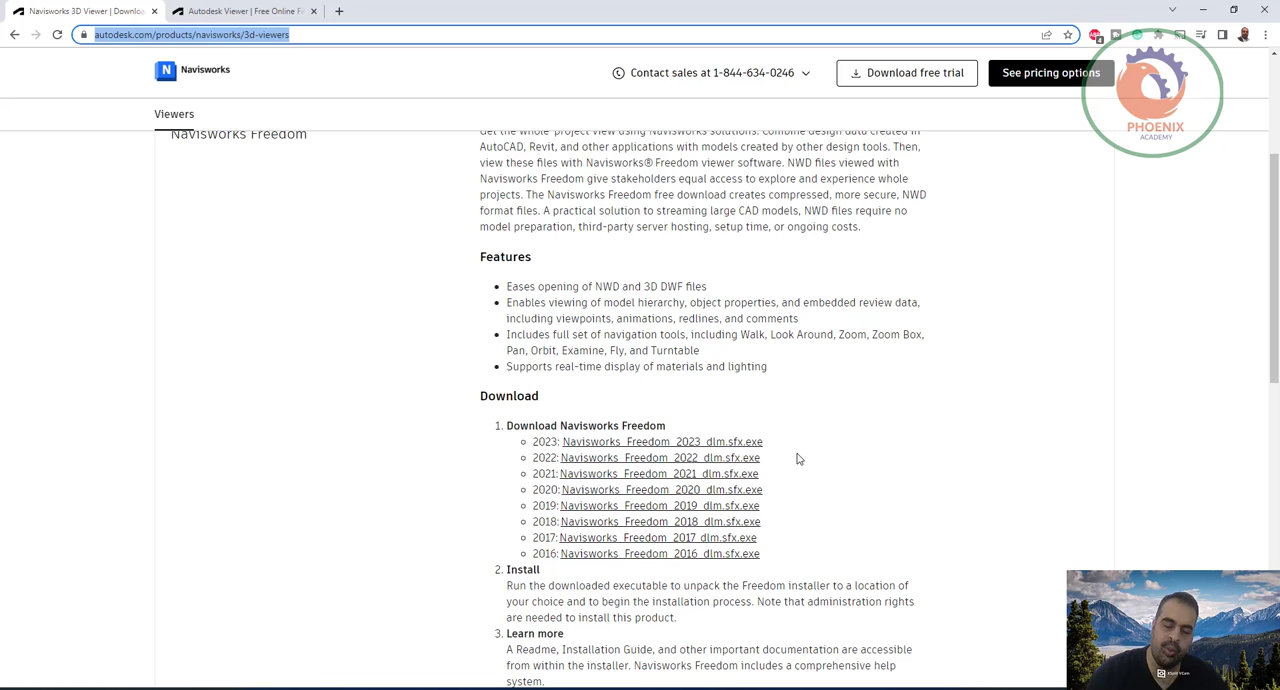 Navisworks 3D Viewer | Downloa
Autodesk Viewer | Free Online Fi
autodesk.com/products/navisworks/3d-viewers
N Navisworks
Contact sales at 1-844-634-0246
Download free trial
See pricing options
PHOENIX
ACADEMY
Viewers
Navisworks Freedom
Get the whole-project view using Navisworks solutions. Combine design data created in
AutoCAD, Revit, and other applications with models created by other design tools. Then,
view these files with Navisworks® Freedom viewer software. NWD files viewed with
Navisworks Freedom give stakeholders equal access to explore and experience whole
projects. The Navisworks Freedom free download creates compressed, more secure, NWD
format files. A practical solution to streaming large CAD models, NWD files require no
model preparation, third-party server hosting, setup time, or ongoing costs.
Features
• Eases opening of NWD and 3D DWF files
• Enables viewing of model hierarchy, object properties, and embedded review data,
including viewpoints, animations, redlines, and comments
• Includes full set of navigation tools, including Walk, Look Around, Zoom, Zoom Box,
Pan, Orbit, Examine, Fly, and Turntable
• Supports real-time display of materials and lighting
Download
1. Download Navisworks Freedom
2023: Navisworks_Freedom_2023_dlm.sfx.exe
2022: Navisworks_Freedom_2022_dlm.sfx.exe
2021: Navisworks_Freedom_2021_dlm.sfx.exe
2020: Navisworks_Freedom_2020_dlm.sfx.exe
2019: Navisworks_Freedom_2019_dlm.sfx.exe
2018: Navisworks_Freedom_2018_dlm.sfx.exe
2017: Navisworks_Freedom_2017_dlm.sfx.exe
2016: Navisworks_Freedom_2016_dlm.sfx.exe
2. Install
Run the downloaded executable to unpack the Freedom installer to a location of
your choice and to begin the installation process. Note that administration rights
are needed to install this product.
3. Learn more
A Readme, Installation Guide, and other important documentation are accessible
from within the installer. Navisworks Freedom includes a comprehensive help
system.